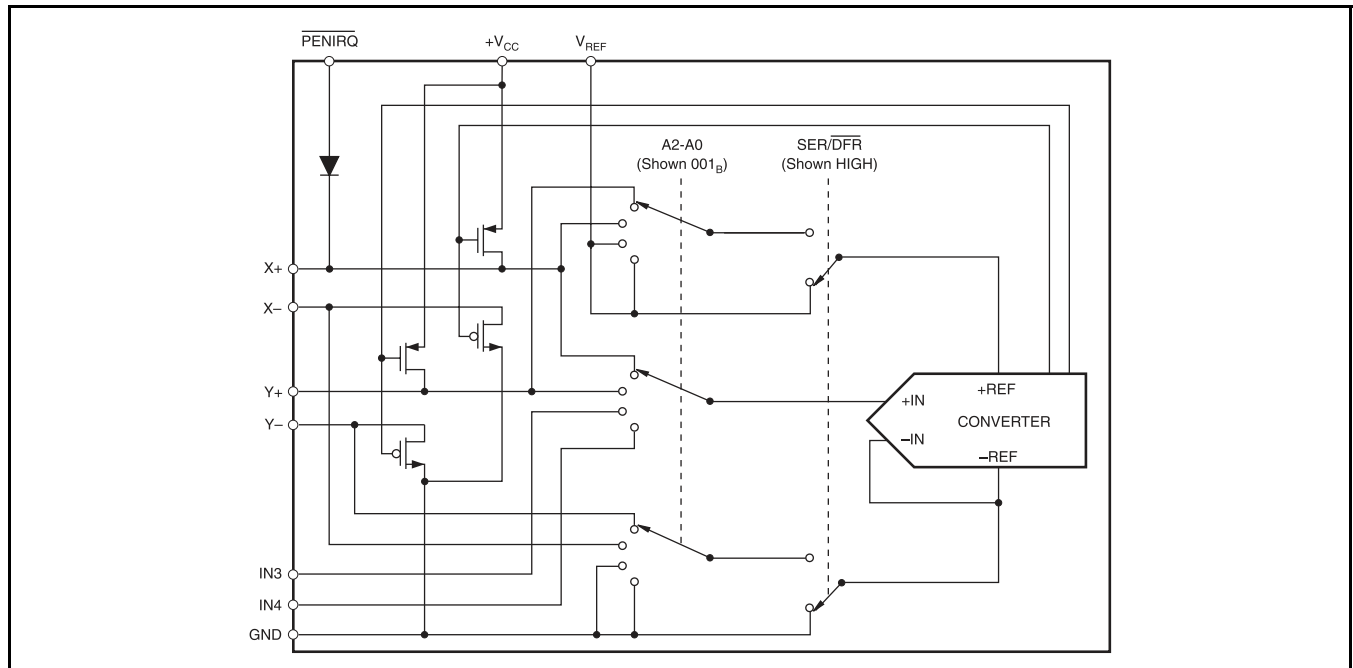 PENIRQ
+VCC
VREF
A2-A0
(Shown 001B)
SER/DFR
(Shown HIGH)
X+
X–
Y+
Y–
+REF
+IN
CONVERTER
–IN
–REF
IN3
IN4
GND